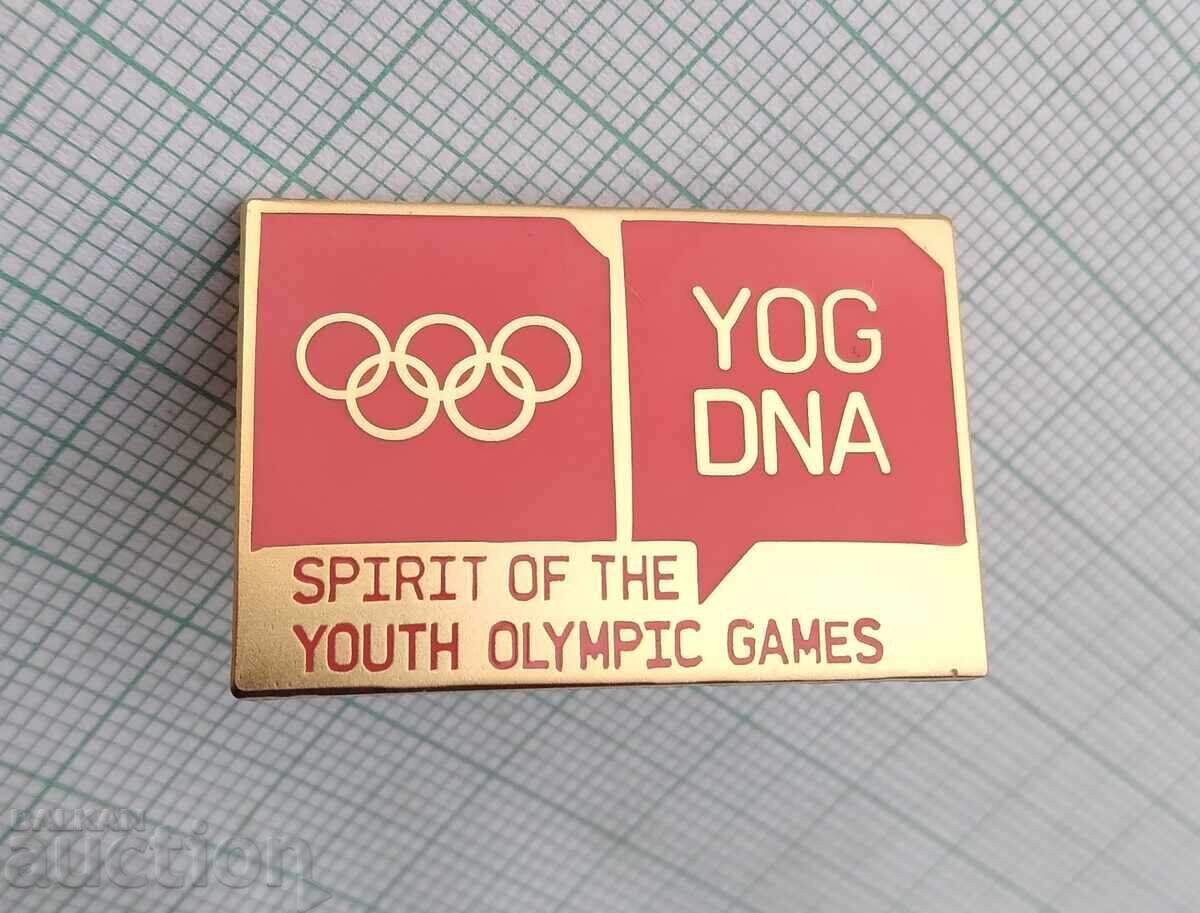 YOG
DNA
SPIRIT OF THE
YOUTH OLYMPIC GAMES
BALKAN
auction